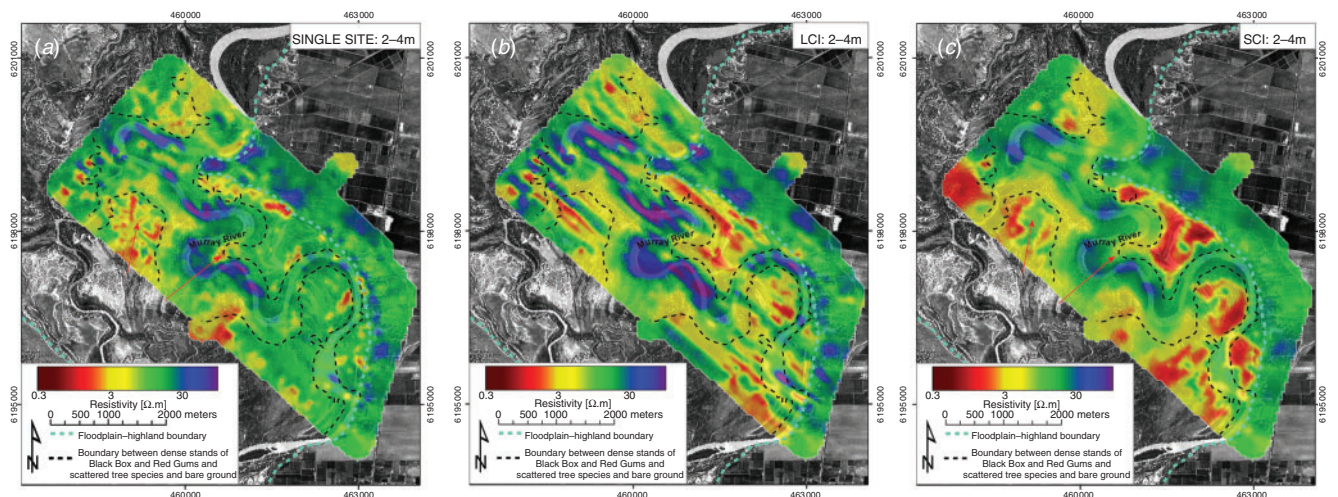 460000
463000
460000
463000
460000
463000
(a)
SINGLE SITE: 2–4m
6201000
6198000
6195000
Murray River
0.3
3
30
Resistivity [Ω.m]
0 500 1000 2000 meters
Floodplain–highland boundary
Boundary between dense stands of
Black Box and Red Gums and
scattered tree species and bare ground
N
460000
463000
(b)
LCI: 2–4m
6201000
6198000
6195000
Murray River
0.3
3
30
Resistivity [Ω.m]
0 500 1000 2000 meters
Floodplain–highland boundary
Boundary between dense stands of
Black Box and Red Gums and
scattered tree species and bare ground
N
460000
463000
(c)
SCI: 2–4m
6201000
6198000
6195000
Murray River
0.3
3
30
Resistivity [Ω.m]
0 500 1000 2000 meters
Floodplain–highland boundary
Boundary between dense stands of
Black Box and Red Gums and
scattered tree species and bare ground
N
460000
463000